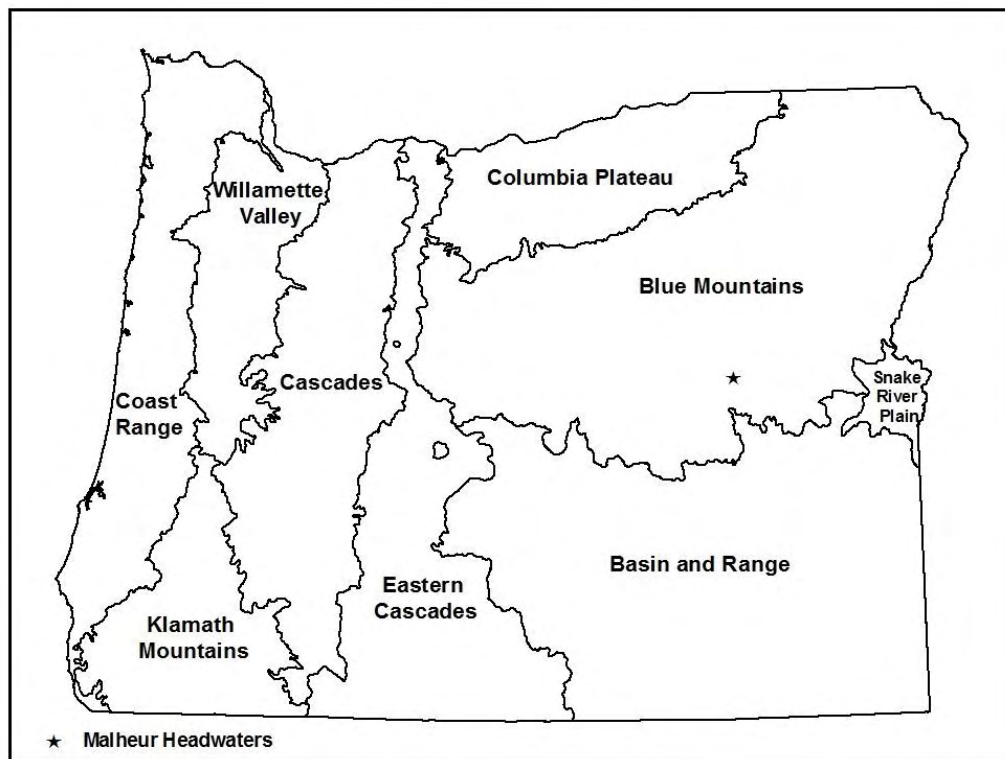 Columbia Plateau
Willamette
Valley
Blue Mountains
Snake
River
Plain
Cascades
Coast
Range
Basin and Range
Eastern
Cascades
Klamath
Mountains
★ Malheur Headwaters